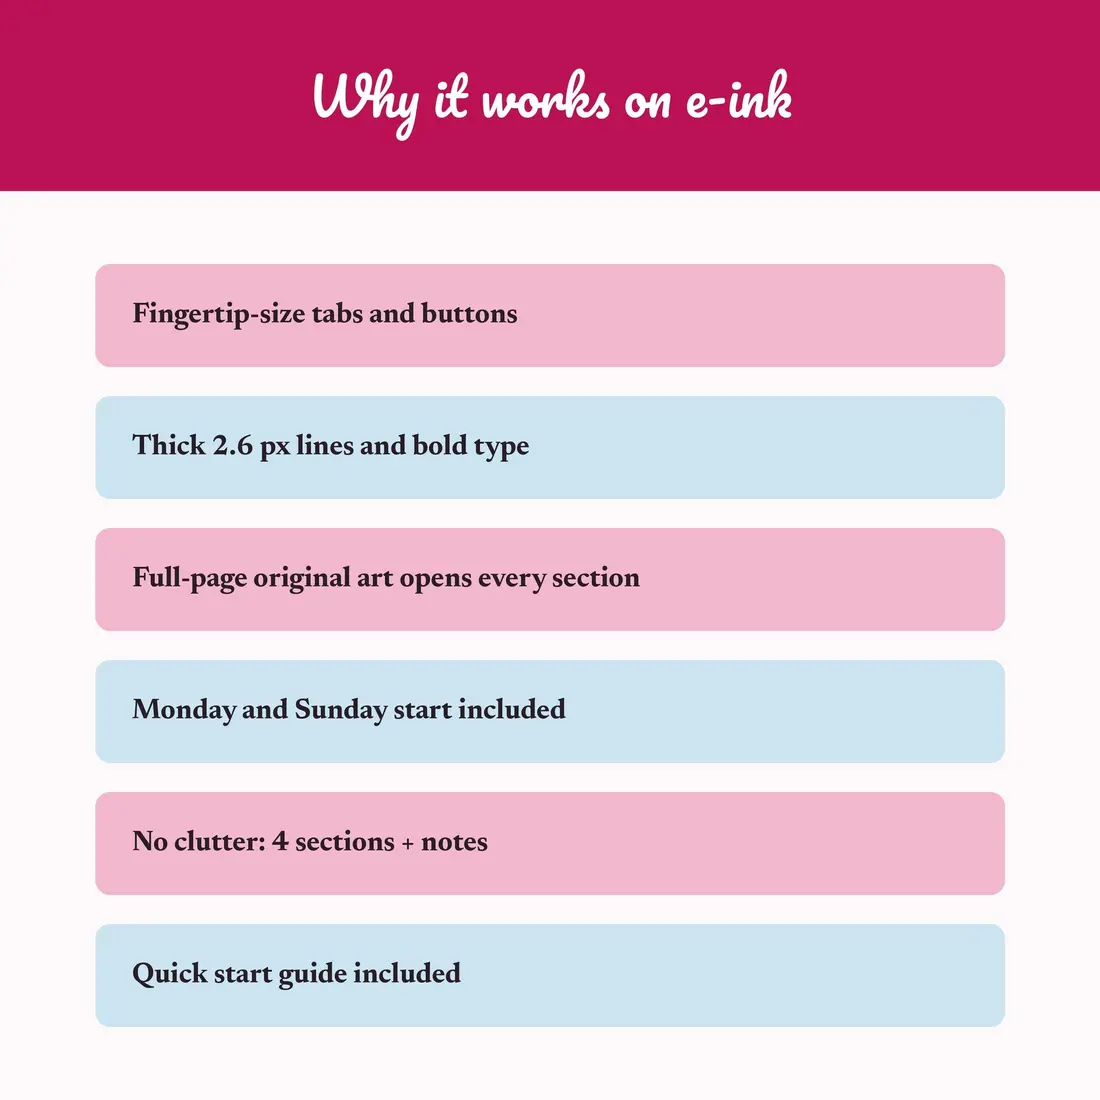 Why it works on e-ink
Fingertip-size tabs and buttons
Thick 2.6 px lines and bold type
Full-page original art opens every section
Monday and Sunday start included
No clutter: 4 sections + notes
Quick start guide included